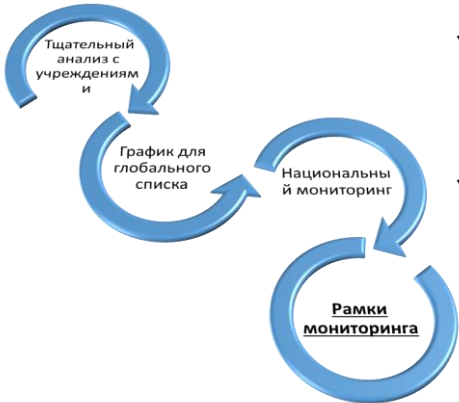 Тщательный
анализ с
учреждениям
и
График для
глобального
списка
Национальны
й мониторинг
Рамки
мониторинга